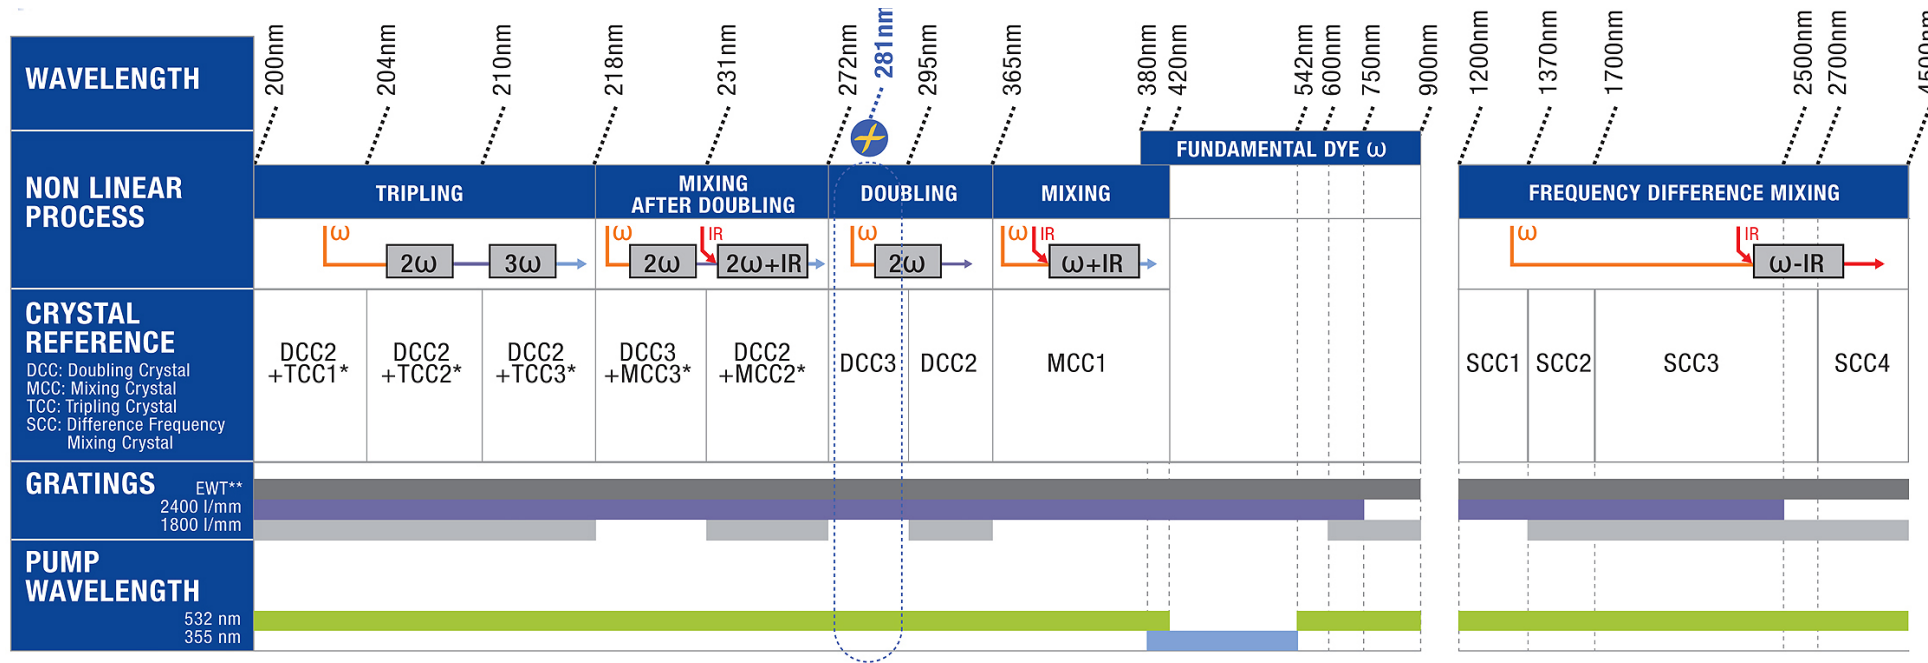 WAVELENGTH
200nm
204nm
210nm
218nm
231nm
272nm
281nm
295nm
365nm
380nm
420nm
542nm
600nm
750nm
900nm
1200nm
1370nm
1700nm
2500nm
2700nm
4500nm
FUNDAMENTAL DYE ω
NON LINEAR
PROCESS
TRIPLING
MIXING
AFTER DOUBLING
DOUBLING
MIXING
FREQUENCY DIFFERENCE MIXING
ω
2ω
3ω
ω
IR
2ω
2ω+IR
ω
2ω
ω
IR
ω+IR
ω
IR
ω-IR
CRYSTAL
REFERENCE
DCC: Doubling Crystal
MCC: Mixing Crystal
TCC: Tripling Crystal
SCC: Difference Frequency
Mixing Crystal
DCC2
+TCC1*
DCC2
+TCC2*
DCC2
+TCC3*
DCC3
+MCC3*
DCC2
+MCC2*
DCC3
DCC2
MCC1
SCC1
SCC2
SCC3
SCC4
GRATINGS
EWT**
2400 l/mm
1800 l/mm
PUMP
WAVELENGTH
532 nm
355 nm